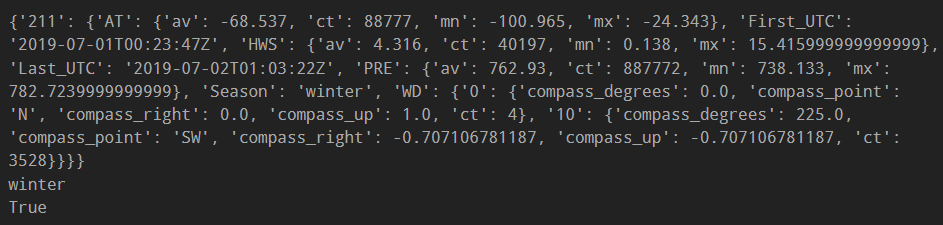 {'211': {'AT': {'av': -68.537, 'ct': 88777, 'mn': -100.965, 'mx': -24.343}, 'First_UTC':
'2019-07-01T00:23:47Z', 'HWS': {'av': 4.316, 'ct': 40197, 'mn': 0.138, 'mx': 15.415999999999999},
'Last_UTC': '2019-07-02T01:03:22Z', 'PRE': {'av': 762.93, 'ct': 887772, 'mn': 738.133, 'mx':
782.7239999999999}, 'Season': 'winter', 'WD': {'0': {'compass_degrees': 0.0, 'compass_point':
'N', 'compass_right': 0.0, 'compass_up': 1.0, 'ct': 4}, '10': {'compass_degrees': 225.0,
'compass_point': 'SW', 'compass_right': -0.707106781187, 'compass_up': -0.707106781187, 'ct':
3528}}}}
winter
True